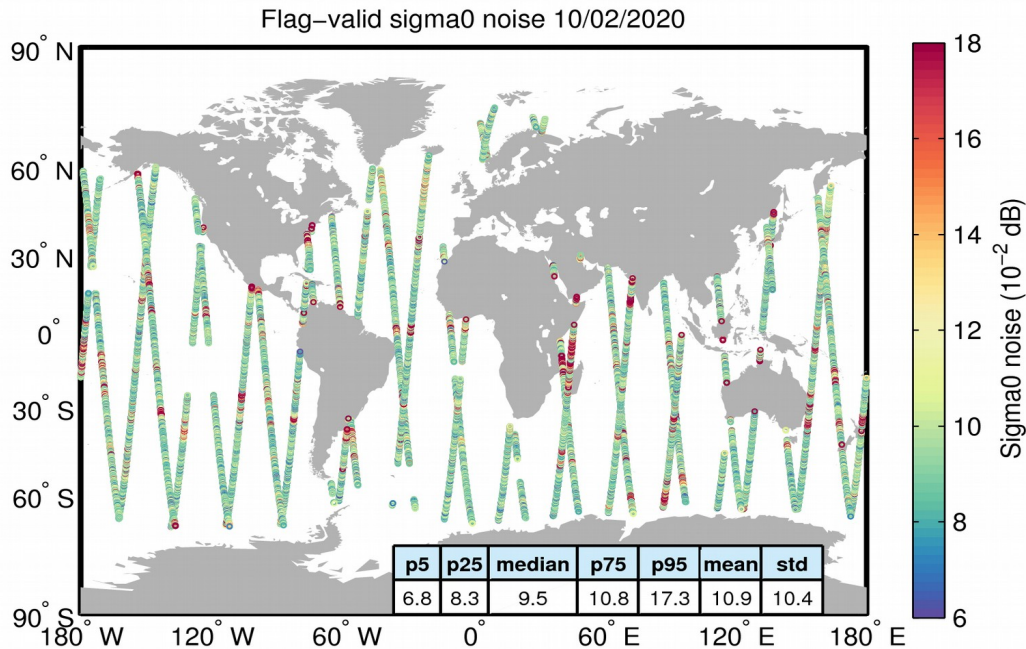 Flag−valid sigma0 noise 10/02/2020
90° N
60° N
30° N
0°
30° S
60° S
90° S
180° W
120° W
60° W
0°
60° E
120° E
180° E
p5 p25 median p75 p95 mean std
6.8 8.3 9.5 10.8 17.3 10.9 10.4
18
16
14
12
10
8
6
Sigma0 noise (10⁻² dB)